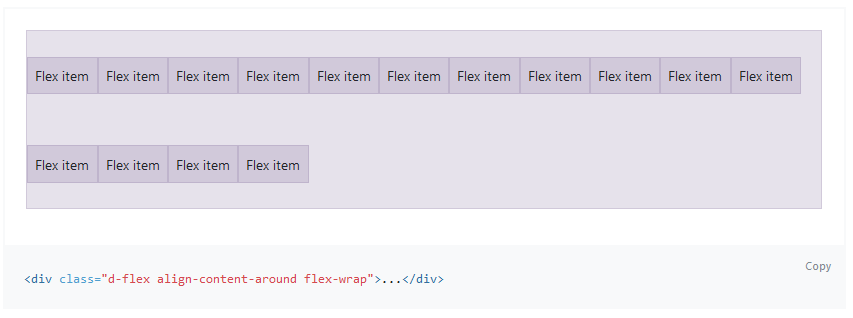 Flex item Flex item Flex item Flex item Flex item Flex item Flex item Flex item Flex item Flex item Flex item
Flex item Flex item Flex item Flex item
Copy
<div class="d-flex align-content-around flex-wrap">...</div>